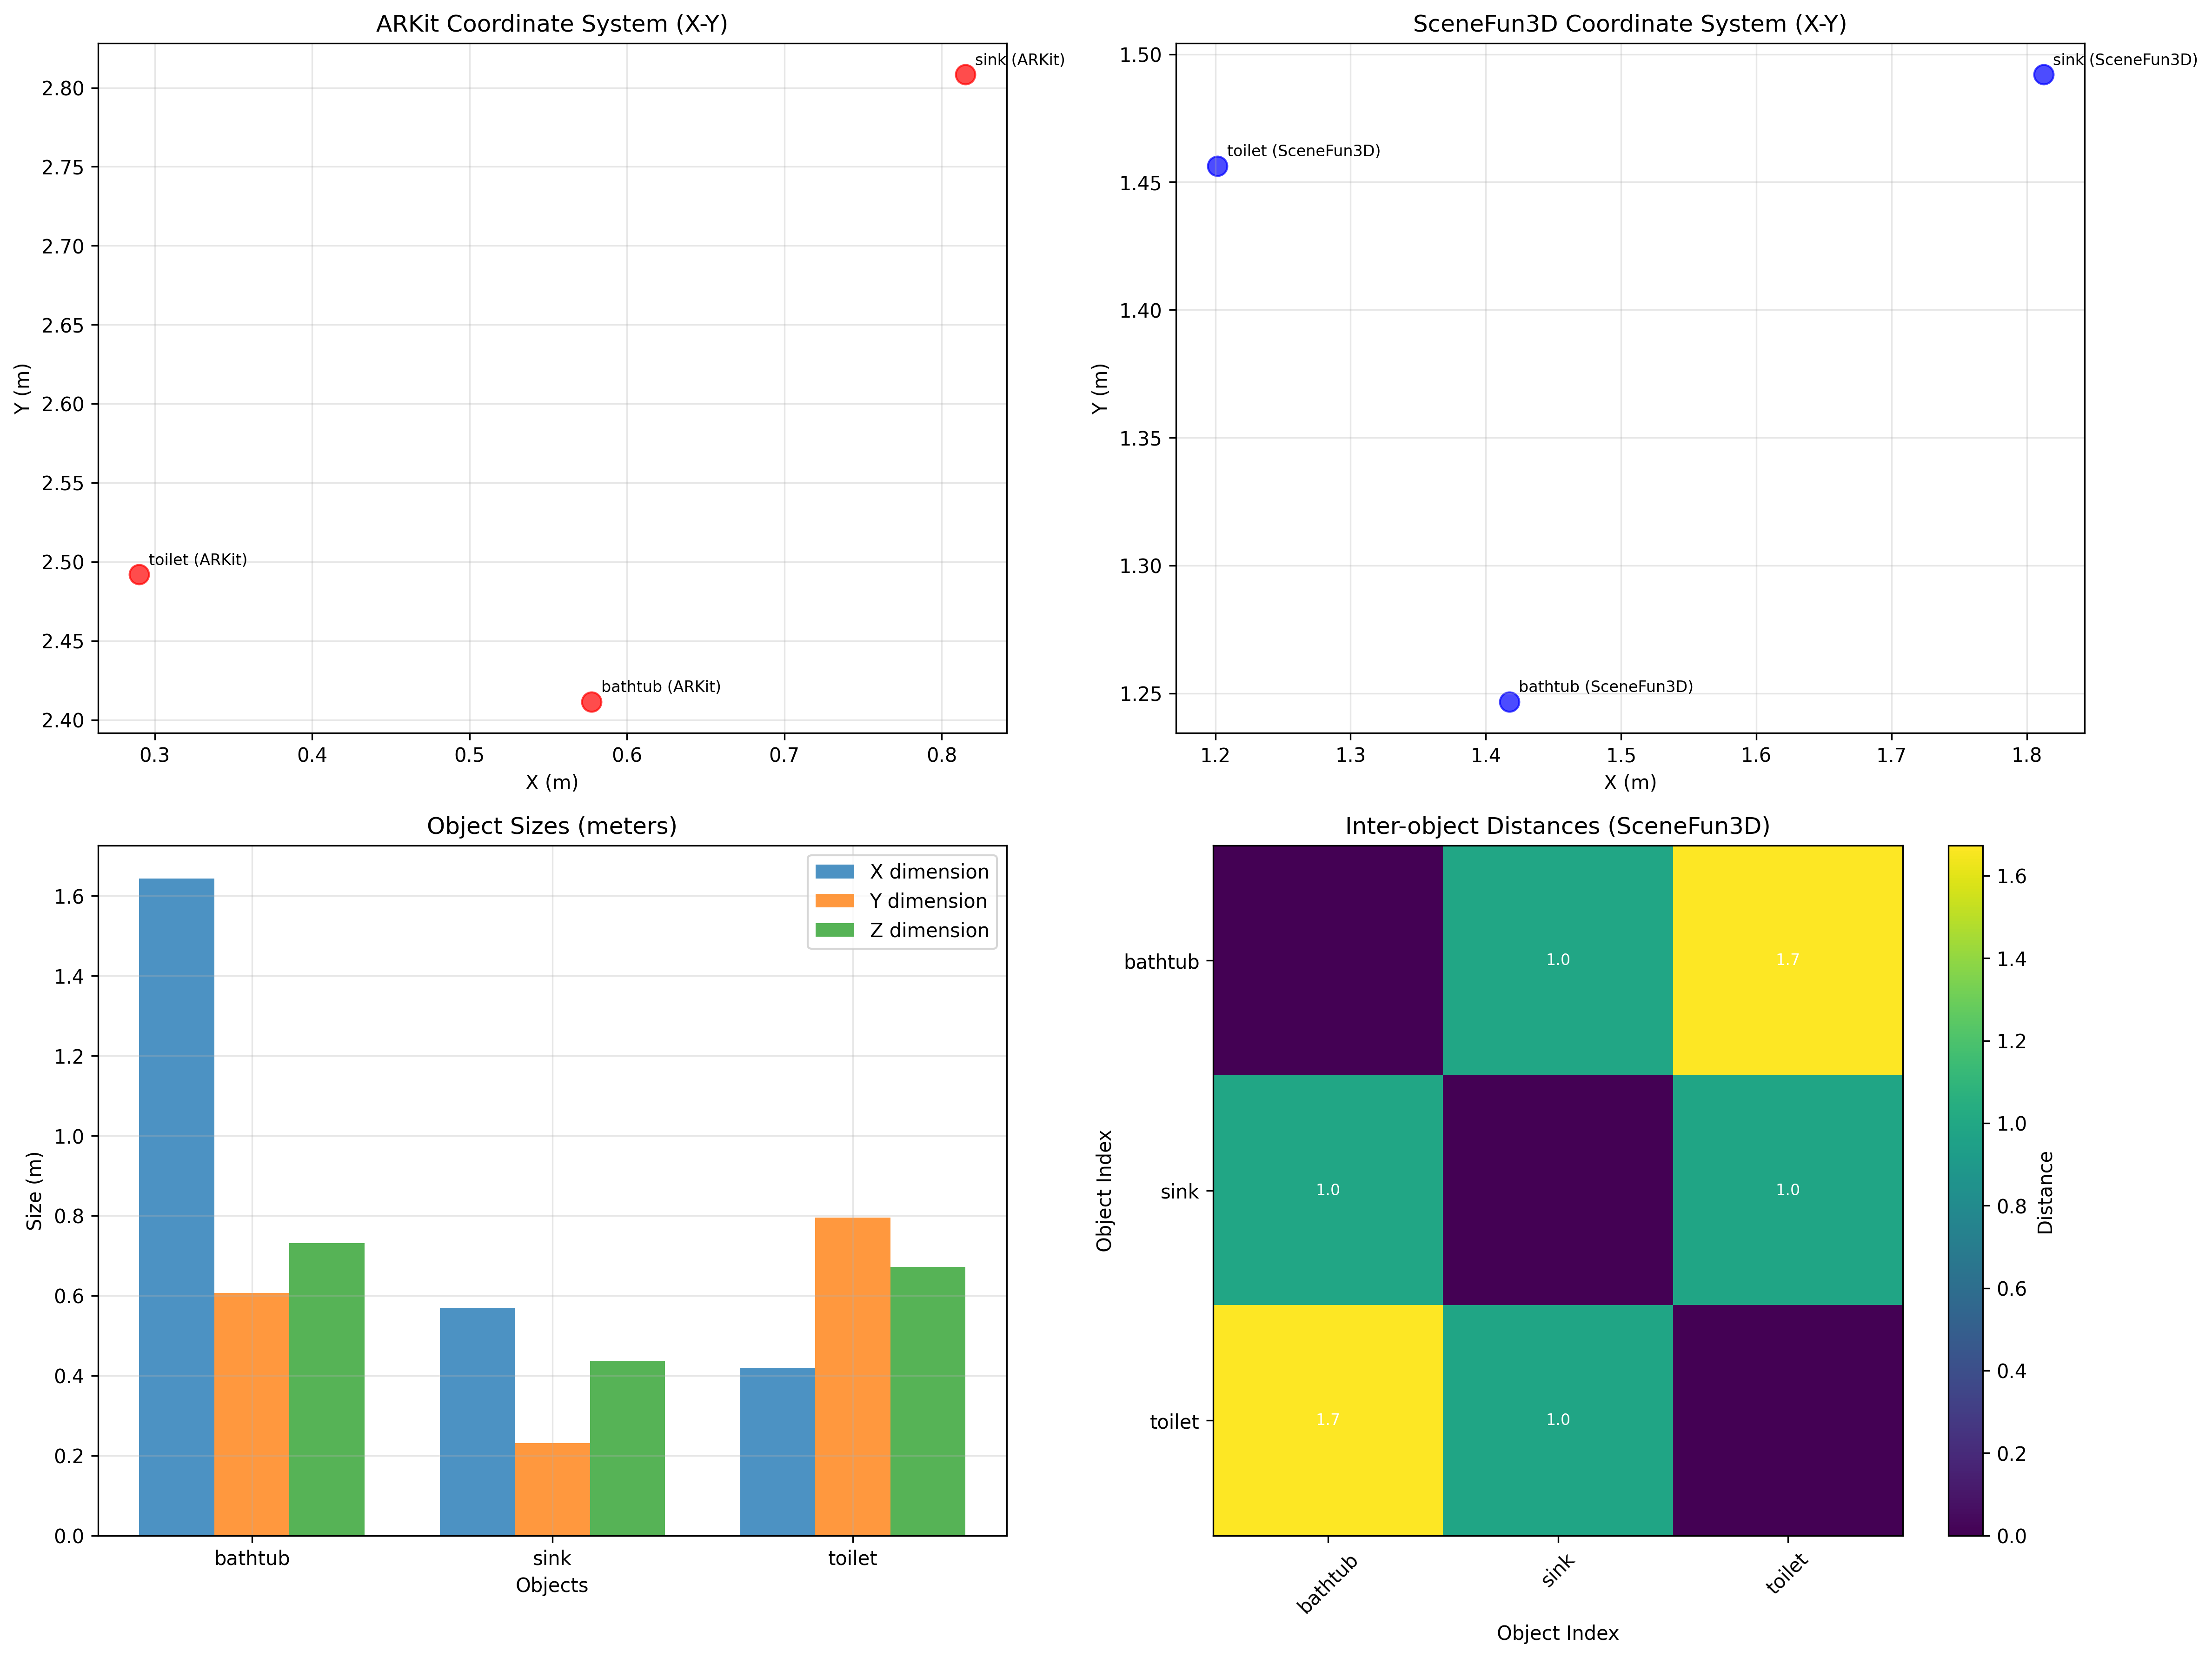 ARKit Coordinate System (X-Y)
sink (ARKit)
toilet (ARKit)
bathtub (ARKit)
2.80
2.75
2.70
2.65
2.60
2.55
2.50
2.45
2.40
Y (m)
0.3 0.4 0.5 0.6 0.7 0.8
X (m)
SceneFun3D Coordinate System (X-Y)
sink (SceneFun3D)
toilet (SceneFun3D)
bathtub (SceneFun3D)
1.50
1.45
1.40
1.35
1.30
1.25
Y (m)
1.2 1.3 1.4 1.5 1.6 1.7 1.8
X (m)
Object Sizes (meters)
X dimension
Y dimension
Z dimension
1.6
1.4
1.2
1.0
0.8
0.6
0.4
0.2
0.0
Size (m)
bathtub sink toilet
Objects
Inter-object Distances (SceneFun3D)
bathtub 1.0 1.7
sink 1.0 1.0
toilet 1.7 1.0
Object Index
bathtub sink toilet
Object Index
1.6
1.4
1.2
1.0
0.8
0.6
0.4
0.2
0.0
Distance